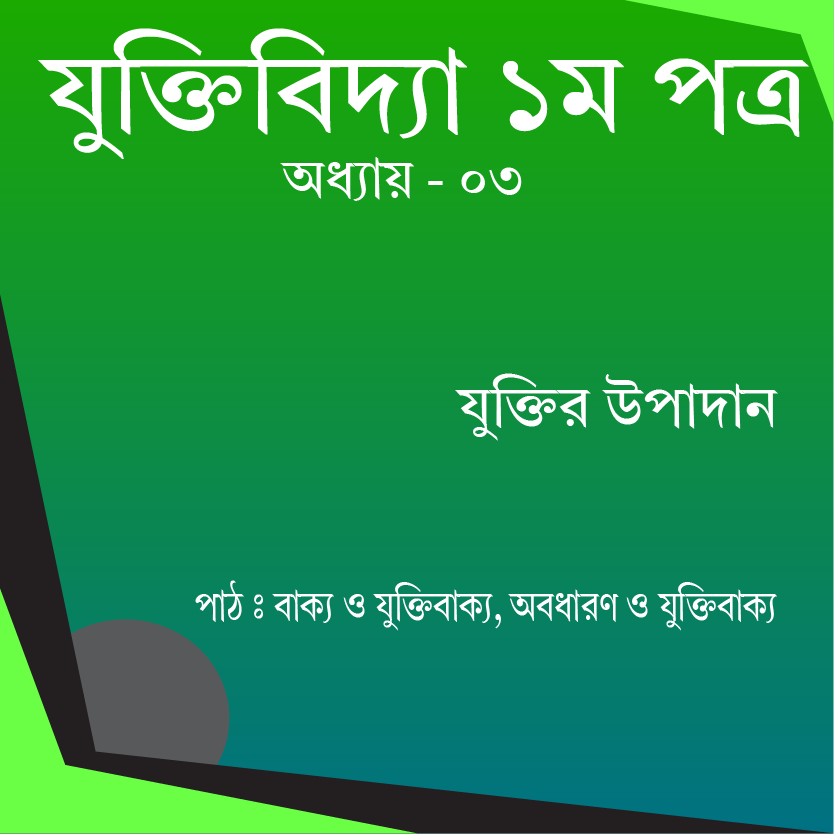 যুক্তিবিদ্যা ১ম পত্র
অধ্যায় - ০৩
যুক্তির উপাদান
পাঠ ঃ বাক্য ও যুক্তিবাক্য, অবধারণ ও যুক্তিবাক্য